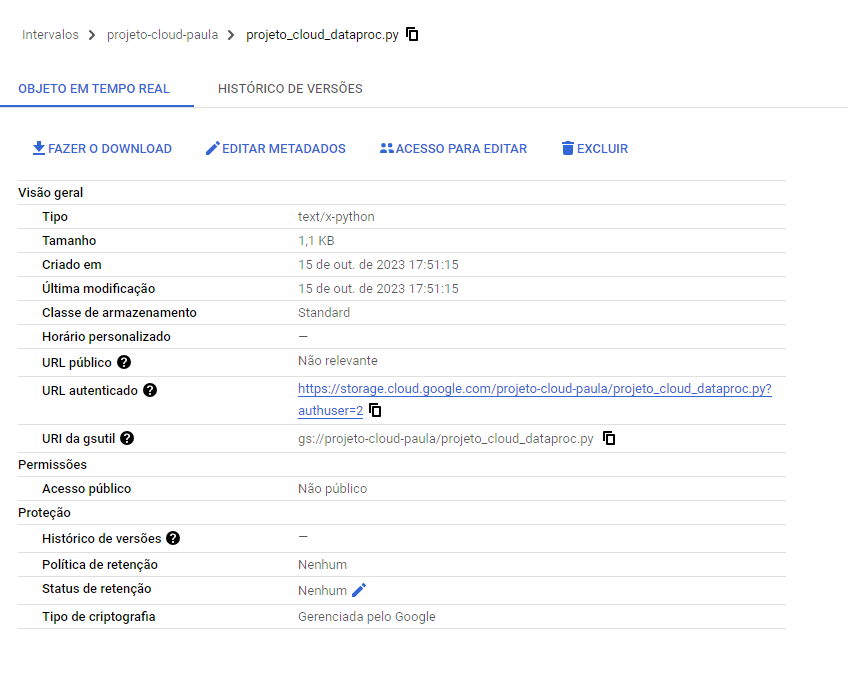 Intervalos > projeto-cloud-paula > projeto_cloud_dataproc.py
OBJETO EM TEMPO REAL HISTÓRICO DE VERSÕES
FAZER O DOWNLOAD EDITAR METADADOS ACESSO PARA EDITAR EXCLUIR
Visão geral
Tipo text/x-python
Tamanho 1,1 KB
Criado em 15 de out. de 2023 17:51:15
Última modificação 15 de out. de 2023 17:51:15
Classe de armazenamento Standard
Horário personalizado —
URL público ? Não relevante
URL autenticado ? https://storage.cloud.google.com/projeto-cloud-paula/projeto_cloud_dataproc.py?
authuser=2
URI da gsutil ? gs://projeto-cloud-paula/projeto_cloud_dataproc.py
Permissões
Acesso público Não público
Proteção
Histórico de versões ? —
Política de retenção Nenhum
Status de retenção Nenhum
Tipo de criptografia Gerenciada pelo Google